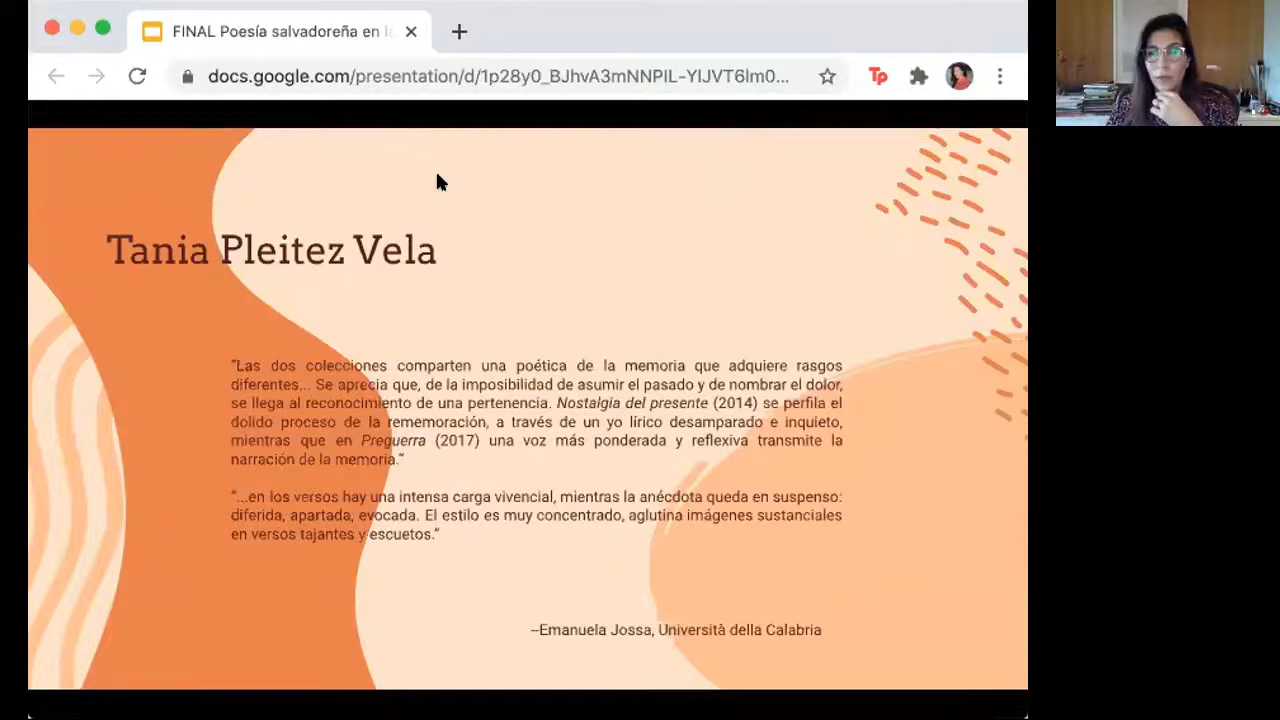 FINAL Poesía salvadoreña en la
docs.google.com/presentation/d/1p28y0_BJhvA3mNNPIL-YIJVT6lm0...
Tp
Tania Pleitez Vela
"Las dos colecciones comparten una poética de la memoria que adquiere rasgos
diferentes... Se aprecia que, de la imposibilidad de asumir el pasado y de nombrar el dolor,
se llega al reconocimiento de una pertenencia. Nostalgia del presente (2014) se perfila el
dolido proceso de la rememoración, a través de un yo lírico desamparado e inquieto,
mientras que en Preguerra (2017) una voz más ponderada y reflexiva transmite la
narración de la memoria."
"...en los versos hay una intensa carga vivencial, mientras la anécdota queda en suspenso:
diferida, apartada, evocada. El estilo es muy concentrado, aglutina imágenes sustanciales
en versos tajantes y escuetos."
--Emanuela Jossa, Università della Calabria